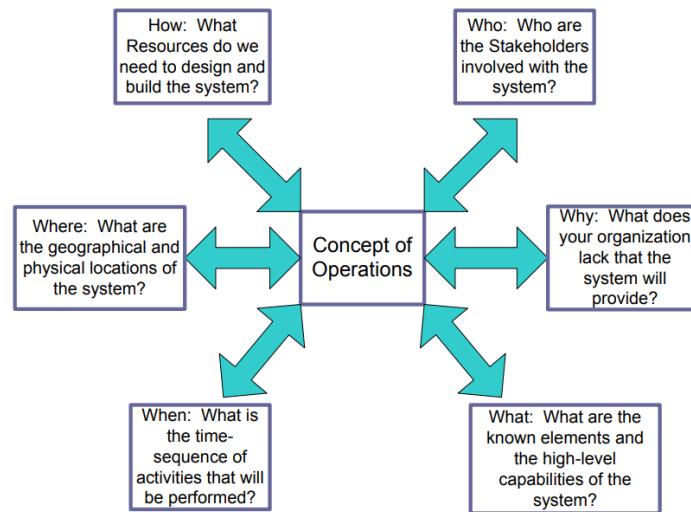 How: What
Resources do we
need to design and
build the system?
Who: Who are
the Stakeholders
involved with the
system?
Where: What are
the geographical and
physical locations of
the system?
Concept of
Operations
Why: What does
your organization
lack that the
system will
provide?
When: What is
the time-
sequence of
activities that will
be performed?
What: What are the
known elements and
the high-level
capabilities of the
system?